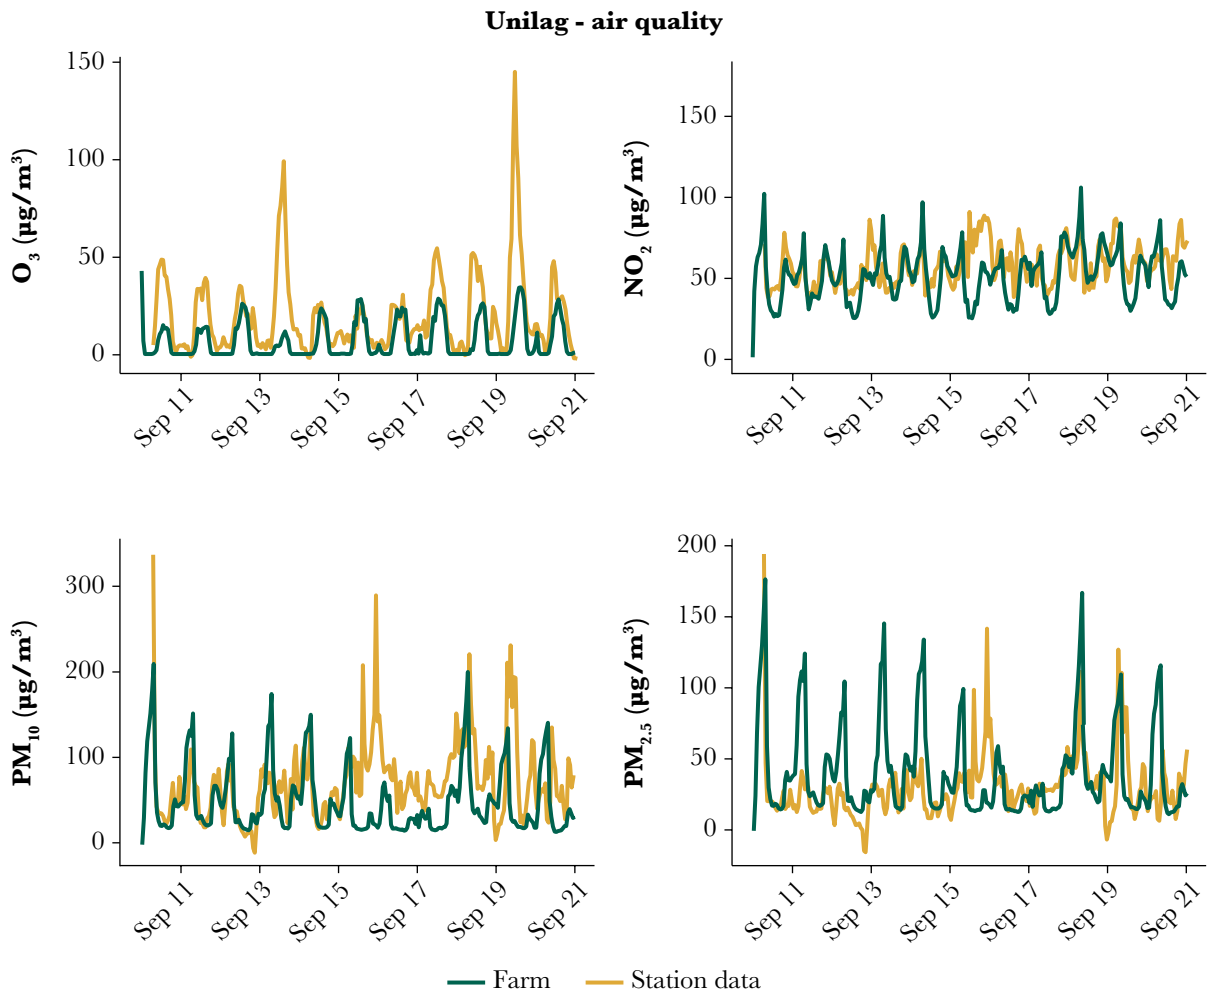 Unilag - air quality
O3 (µg/m³)
150
100
50
0
Sep 11
Sep 13
Sep 15
Sep 17
Sep 19
Sep 21
NO2 (µg/m³)
150
100
50
0
Sep 11
Sep 13
Sep 15
Sep 17
Sep 19
Sep 21
PM10 (µg/m³)
300
200
100
0
Sep 11
Sep 13
Sep 15
Sep 17
Sep 19
Sep 21
PM2.5 (µg/m³)
200
150
100
50
0
Sep 11
Sep 13
Sep 15
Sep 17
Sep 19
Sep 21
Farm Station data